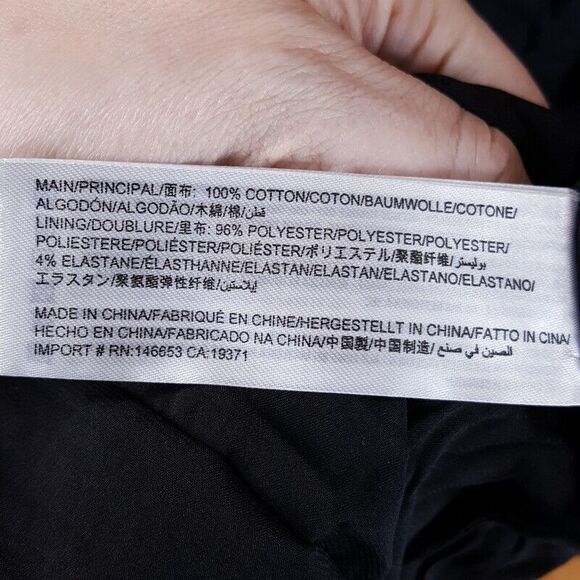 MAIN/PRINCIPAL/面布: 100% COTTON/COTON/BAUMWOLLE/COTONE/
ALGODÓN/ALGODÃO/木綿/棉/قطن
LINING/DOUBLURE/里布: 96% POLYESTER/POLYESTER/POLYESTER/
POLIESTERE/POLIÉSTER/POLIÉSTER/ポリエステル/聚酯纤维/بوليستر
4% ELASTANE/ÉLASTHANNE/ELASTAN/ELASTAN/ELASTANO/ELASTANO/
エラスタン/聚氨酯弹性纤维/إيلاستين
MADE IN CHINA/FABRIQUÉ EN CHINE/HERGESTELLT IN CHINA/FATTO IN CINA/
HECHO EN CHINA/FABRICADO NA CHINA/中國製/中国制造/صنع في الصين
IMPORT # RN:146653 CA:19371